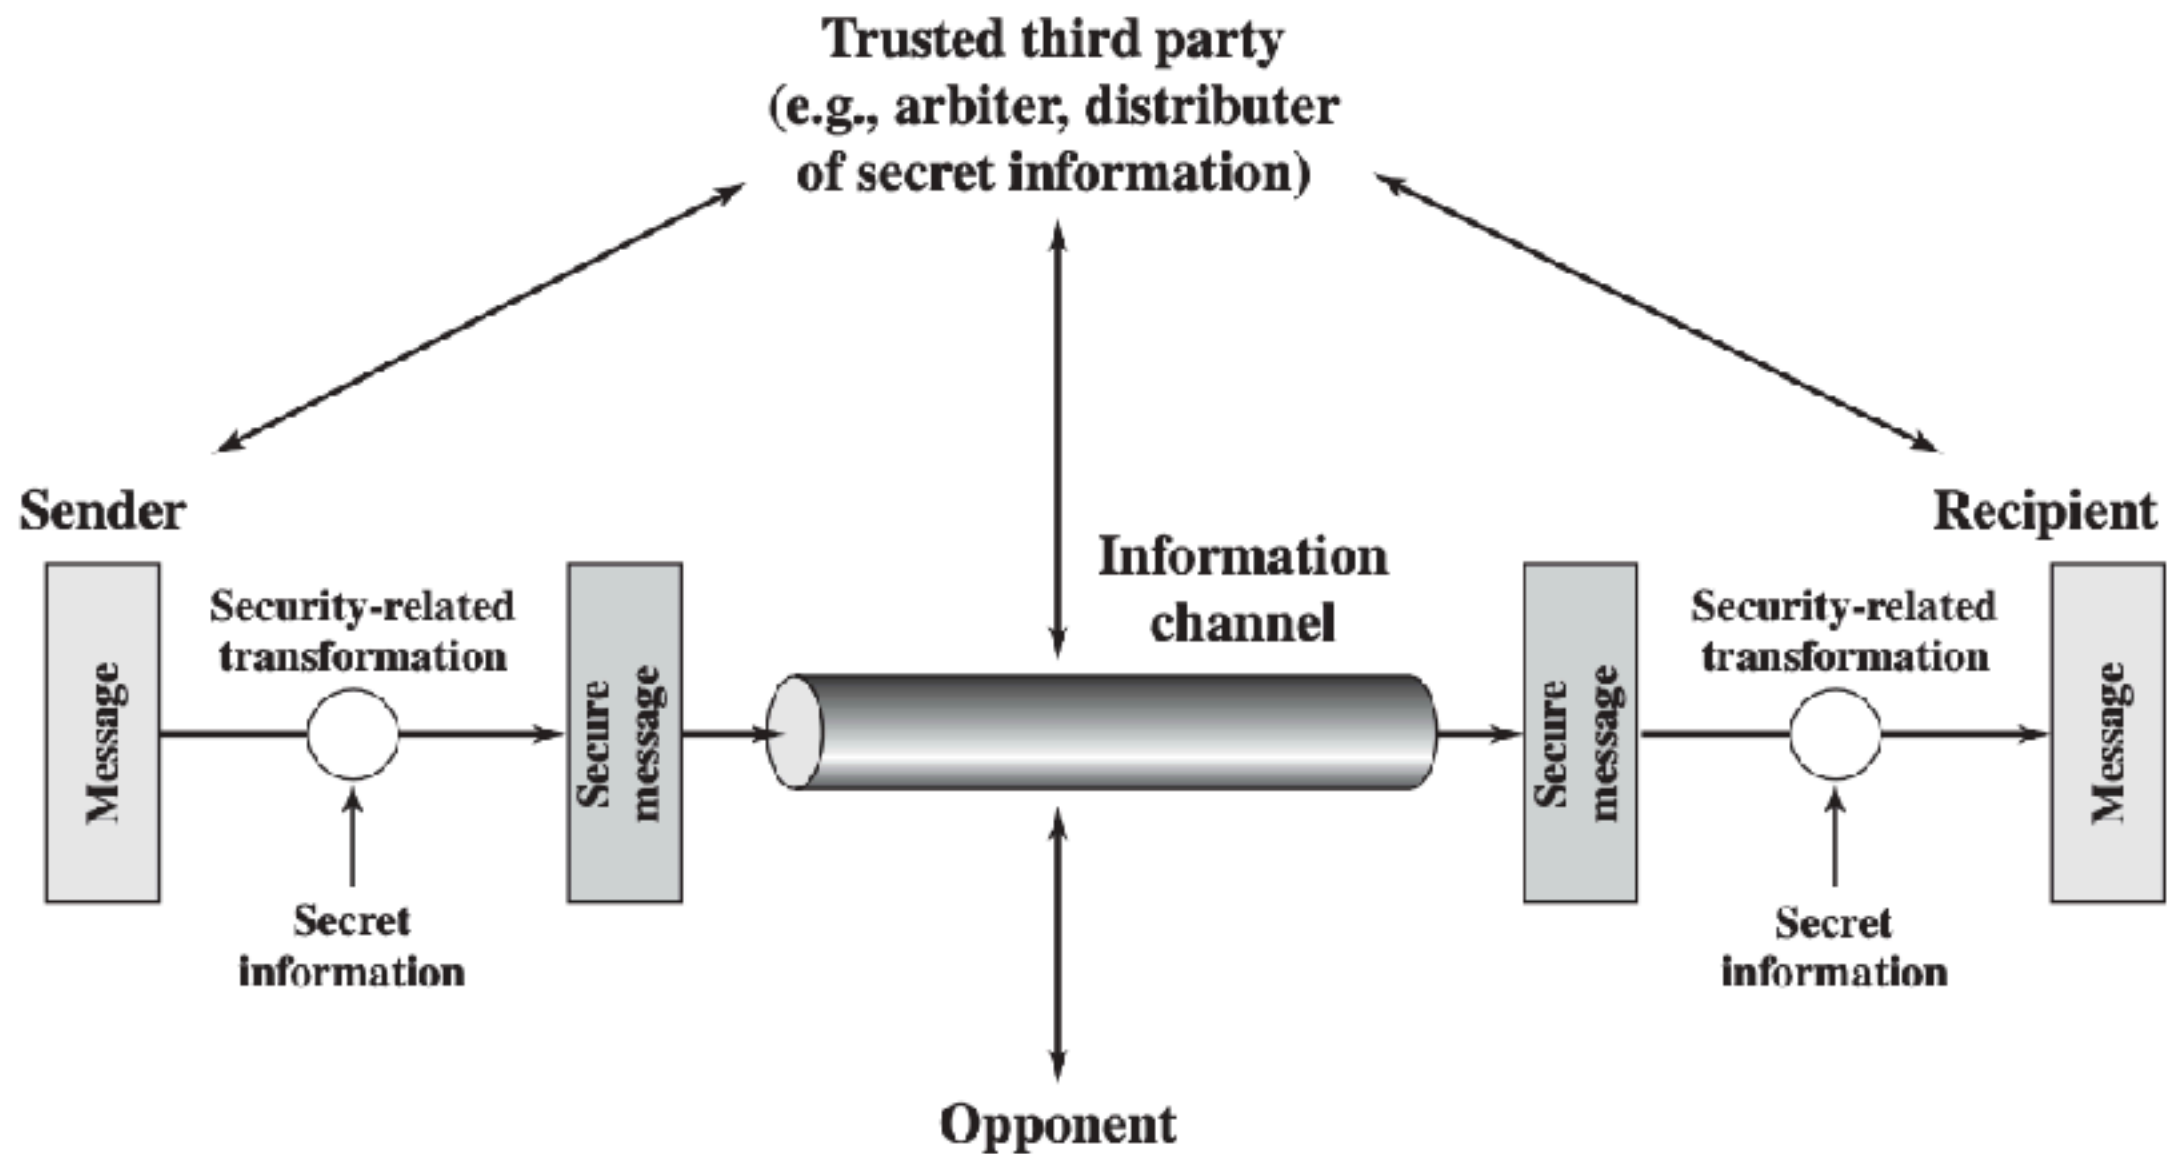 Trusted third party
(e.g., arbiter, distributer
of secret information)
Sender
Recipient
Information
channel
Security-related
transformation
Security-related
transformation
Message
Secure
message
Secure
message
Message
Secret
information
Secret
information
Opponent